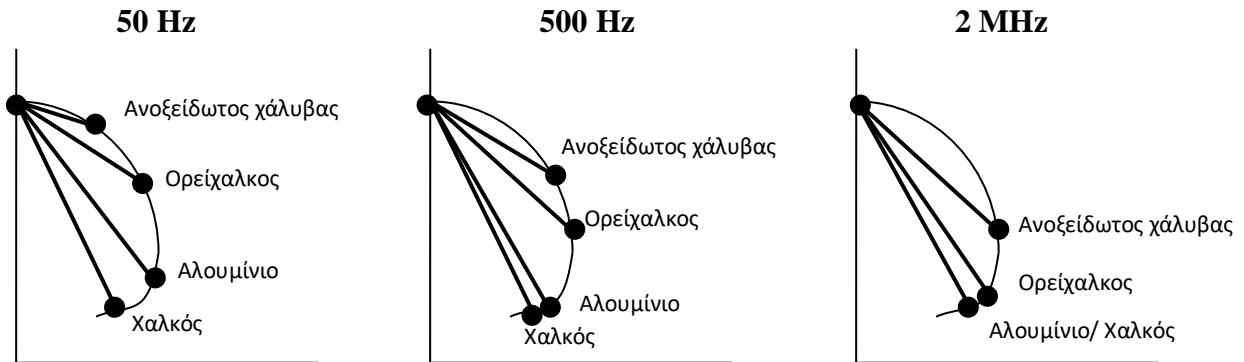 50 Hz
Ανοξείδωτος χάλυβας
Ορείχαλκος
Αλουμίνιο
Χαλκός
500 Hz
Ανοξείδωτος χάλυβας
Ορείχαλκος
Αλουμίνιο
Χαλκός
2 MHz
Ανοξείδωτος χάλυβας
Ορείχαλκος
Αλουμίνιο/ Χαλκός